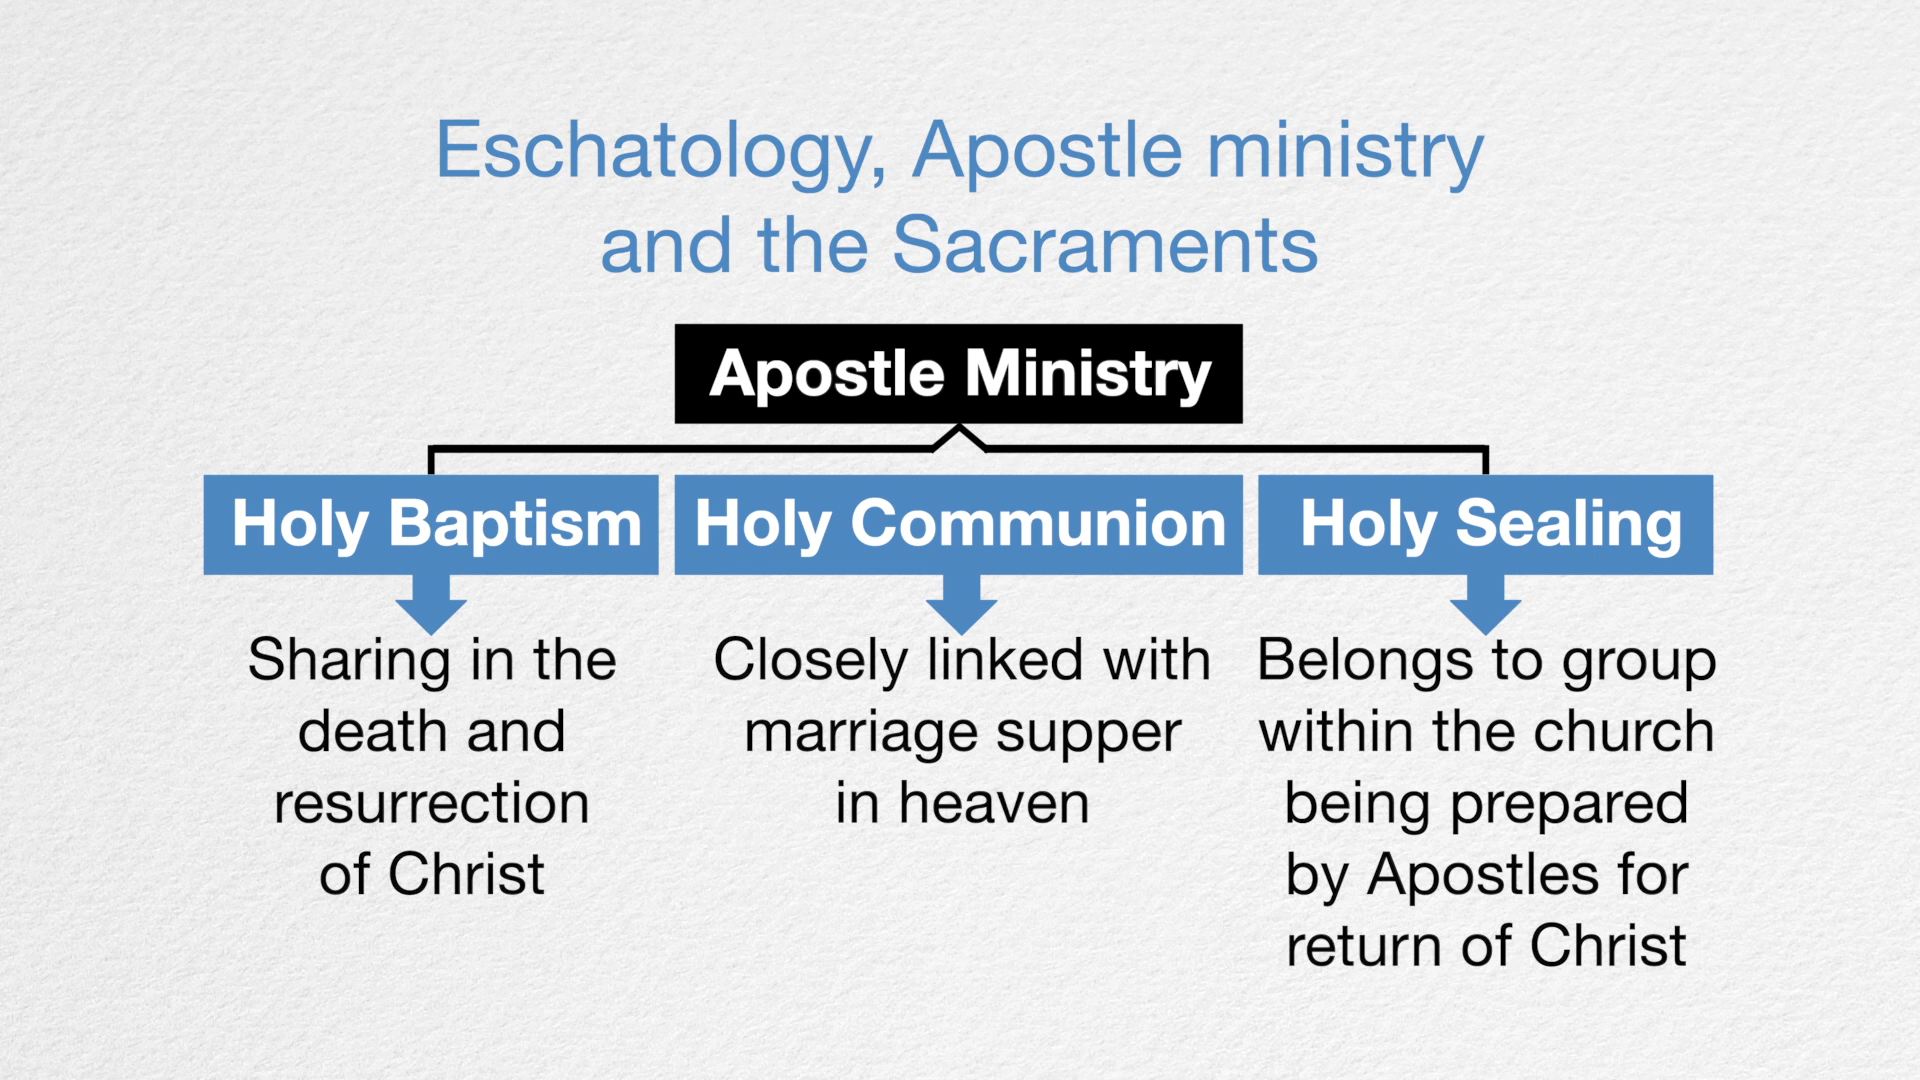 Eschatology, Apostle ministry
and the Sacraments
Apostle Ministry
Holy Baptism
Sharing in the
death and
resurrection
of Christ
Holy Communion
Closely linked with
marriage supper
in heaven
Holy Sealing
Belongs to group
within the church
being prepared
by Apostles for
return of Christ